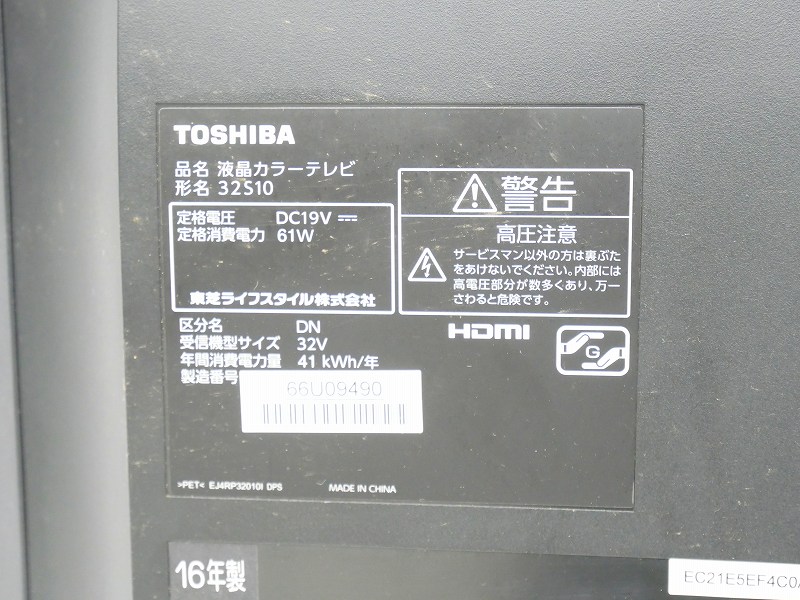 TOSHIBA
品名 液晶カラーテレビ
形名 32S10
定格電圧 DC19V ⎓
定格消費電力 61W
東芝ライフスタイル株式会社
警告
高圧注意
サービスマン以外の方は裏ぶた
をあけないでください。内部には
高電圧部分が数多くあり、万一
さわると危険です。
区分名 DN
受信機型サイズ 32V
年間消費電力量 41 kWh/年
製造番号
66U09490
HDMI
G
>PET< EJ4RP32010I DPS MADE IN CHINA
16年製
EC21E5EF4C0